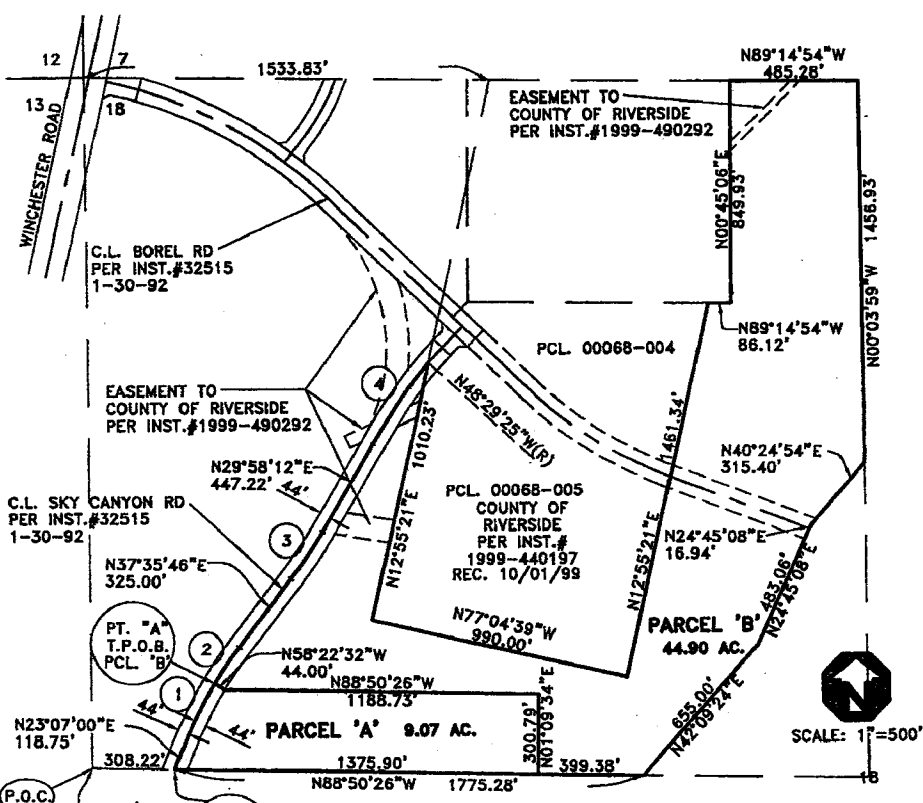 12
7
13
18
WINCHESTER ROAD
1533.83'
N89°14'54"W
485.28'
EASEMENT TO
COUNTY OF RIVERSIDE
PER INST.#1999-490292
N00°45'06"E
849.93'
N00°03'59"W 1456.93'
C.L. BOREL RD
PER INST.#32515
1-30-92
N89°14'54"W
86.12'
PCL. 00068-004
4
EASEMENT TO
COUNTY OF RIVERSIDE
PER INST.#1999-490292
N48°29'25"W(R)
N12°55'21"E 1010.23'
N12°55'21"E 1461.34'
N40°24'54"E
315.40'
N29°58'12"E
447.22'
44'
C.L. SKY CANYON RD
PER INST.#32515
1-30-92
PCL. 00068-005
COUNTY OF
RIVERSIDE
PER INST.#
1999-440197
REC. 10/01/99
N24°45'08"E
16.94'
3
N37°35'46"E
325.00'
483.06'
N24°45'08"E
N77°04'39"W
990.00'
PARCEL 'B'
44.90 AC.
PT. "A"
T.P.O.B.
PCL. 'B'
2
N58°22'32"W
44.00'
N88°50'26"W
1188.73'
1
44'
44'
N23°07'00"E
118.75'
PARCEL 'A' 9.07 AC.
300.79'
N01°09'34"E
655.00'
N42°09'24"E
N
SCALE: 1"=500'
308.22'
1375.90'
399.38'
N88°50'26"W 1775.28'
18
P.O.C.